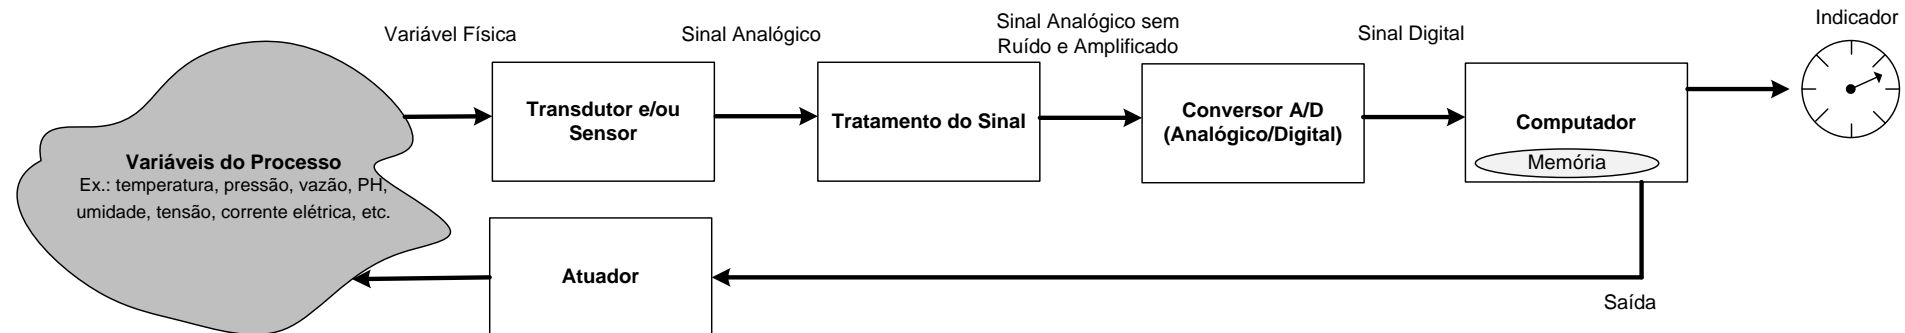 Variável Física
Sinal Analógico
Sinal Analógico sem
Ruído e Amplificado
Sinal Digital
Indicador
Variáveis do Processo
Ex.: temperatura, pressão, vazão, PH,
umidade, tensão, corrente elétrica, etc.
Transdutor e/ou
Sensor
Tratamento do Sinal
Conversor A/D
(Analógico/Digital)
Computador
Memória
Atuador
Saída